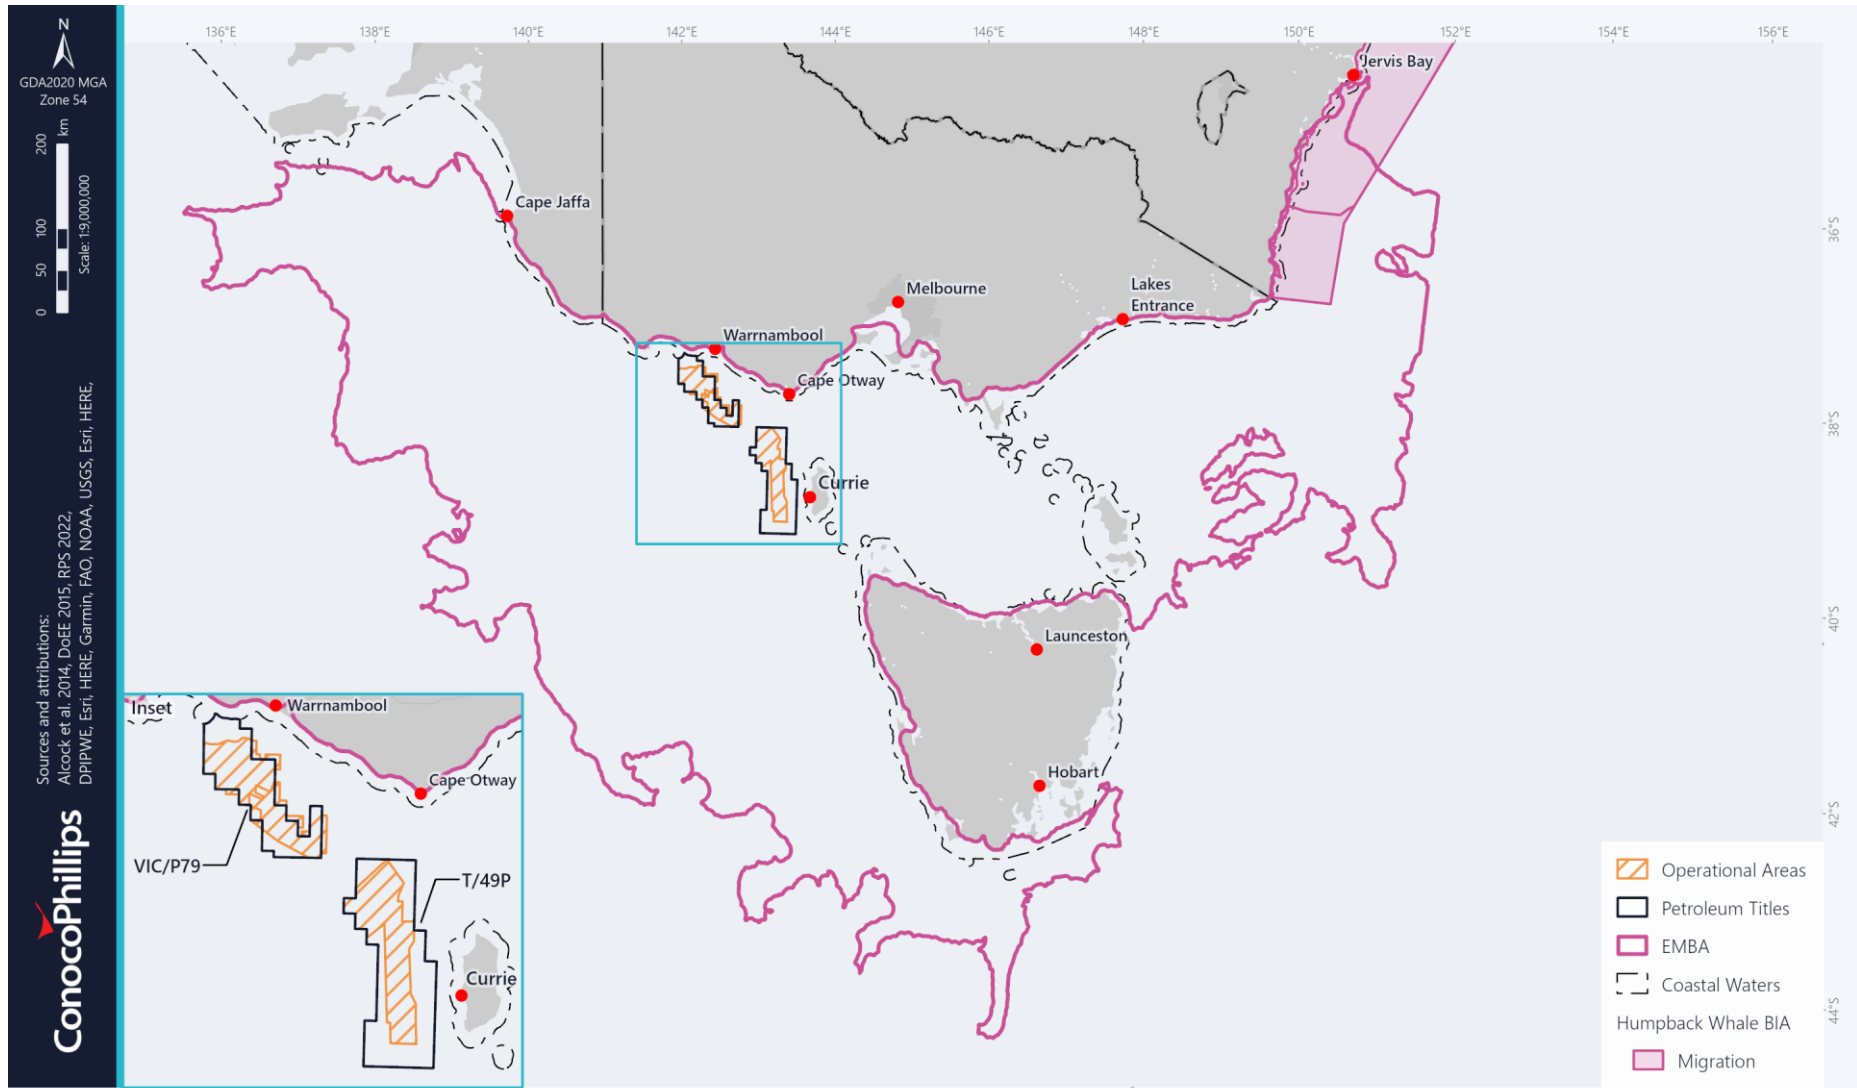 N
GDA2020 MGA
Zone 54
0 50 100 200
km
Scale: 1:9,000,000
Sources and attributions:
Alcock et al. 2014, DoEE 2015, RPS 2022,
DPIPWE, Esri, HERE, Garmin, FAO, NOAA, USGS, Esri, HERE,
ConocoPhillips
136°E 138°E 140°E 142°E 144°E 146°E 148°E 150°E 152°E 154°E 156°E
Jervis Bay
Cape Jaffa
36°S
Lakes
Entrance
Melbourne
Warrnambool
Cape Otway
38°S
Currie
40°S
Launceston
Hobart
42°S
44°S
Inset
Warrnambool
Cape Otway
VIC/P79
T/49P
Currie
Operational Areas
Petroleum Titles
EMBA
Coastal Waters
Humpback Whale BIA
Migration